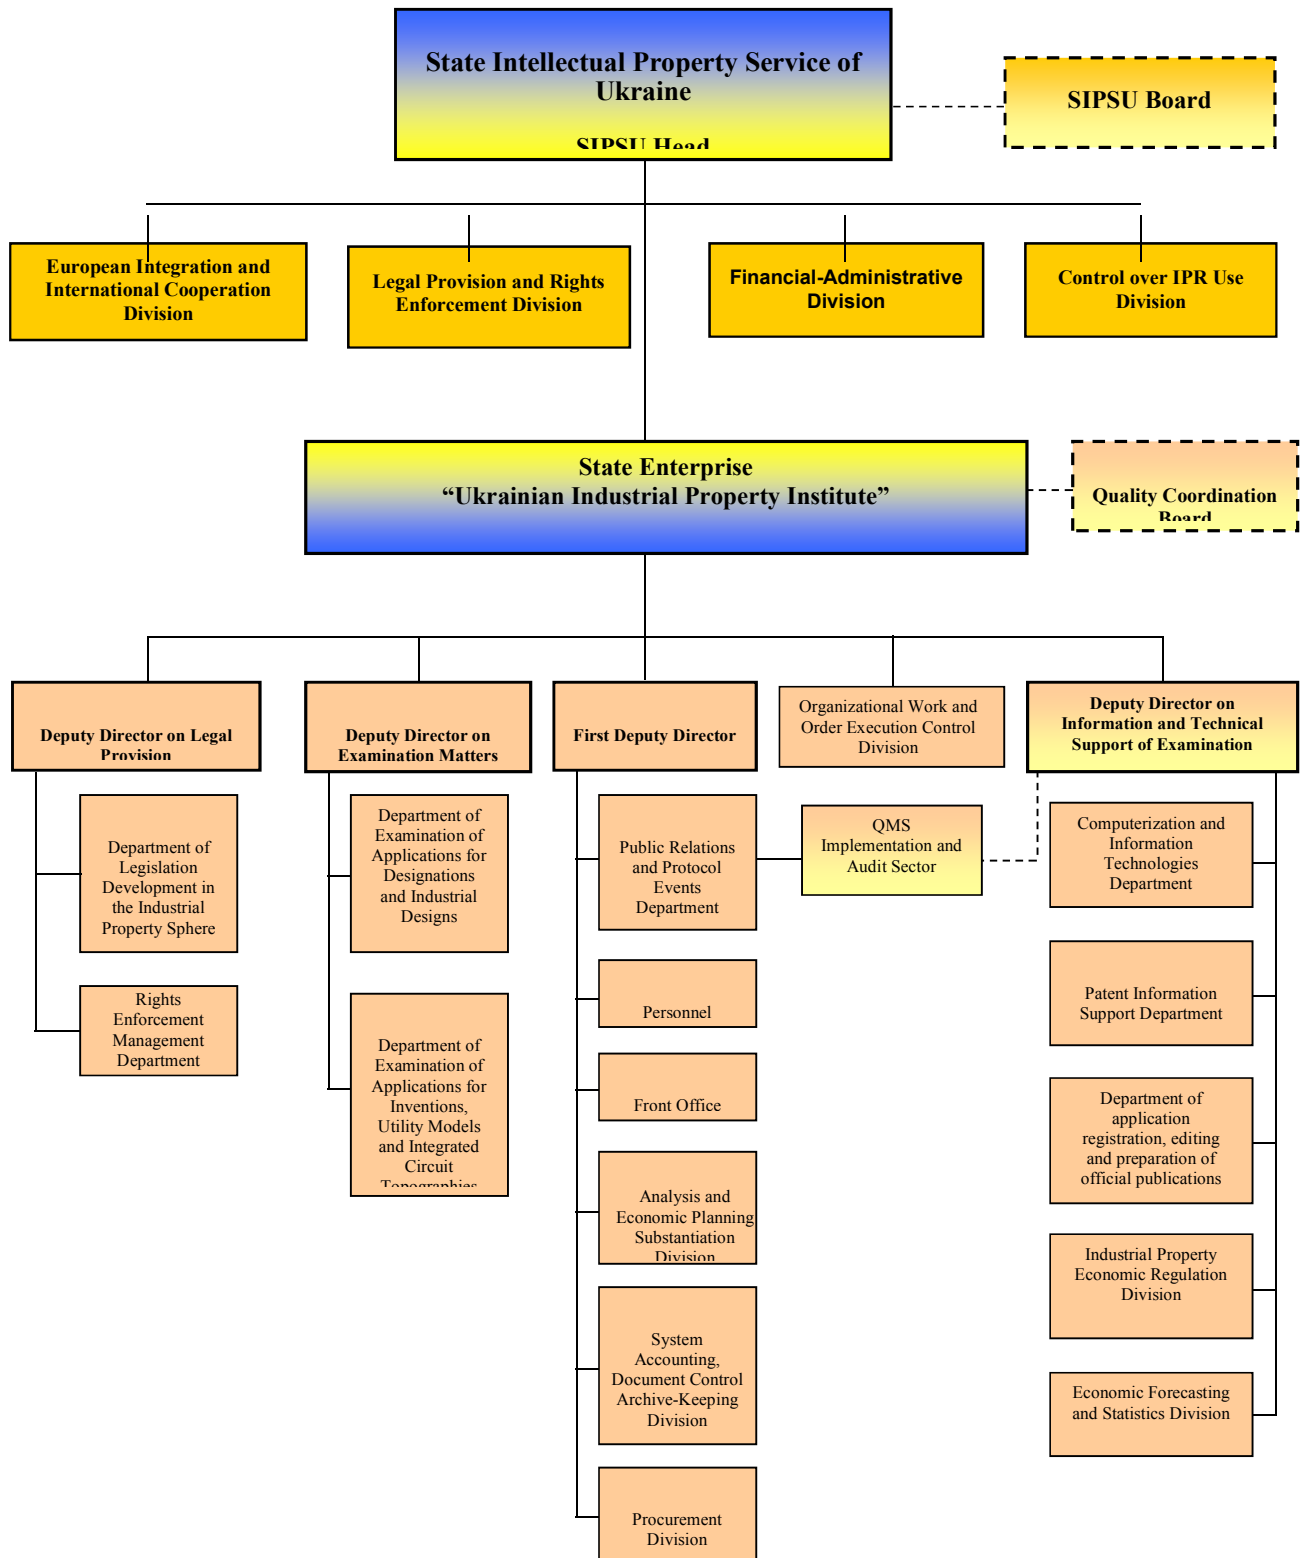 State Intellectual Property Service of
Ukraine
SIPSU Head
SIPSU Board
European Integration and
International Cooperation
Division
Legal Provision and Rights
Enforcement Division
Financial-Administrative
Division
Control over IPR Use
Division
State Enterprise
“Ukrainian Industrial Property Institute”
Quality Coordination
Board
Deputy Director on Legal
Provision
Deputy Director on
Examination Matters
First Deputy Director
Organizational Work and
Order Execution Control
Division
Deputy Director on
Information and Technical
Support of Examination
Department of
Legislation
Development in
the Industrial
Property Sphere
Rights
Enforcement
Management
Department
Department of
Examination of
Applications for
Designations
and Industrial
Designs
Department of
Examination of
Applications for
Inventions,
Utility Models
and Integrated
Circuit
Topographies
Public Relations
and Protocol
Events
Department
Personnel
Front Office
Analysis and
Economic Planning
Substantiation
Division
System
Accounting,
Document Control
Archive-Keeping
Division
Procurement
Division
QMS
Implementation and
Audit Sector
Computerization and
Information
Technologies
Department
Patent Information
Support Department
Department of
application
registration, editing
and preparation of
official publications
Industrial Property
Economic Regulation
Division
Economic Forecasting
and Statistics Division